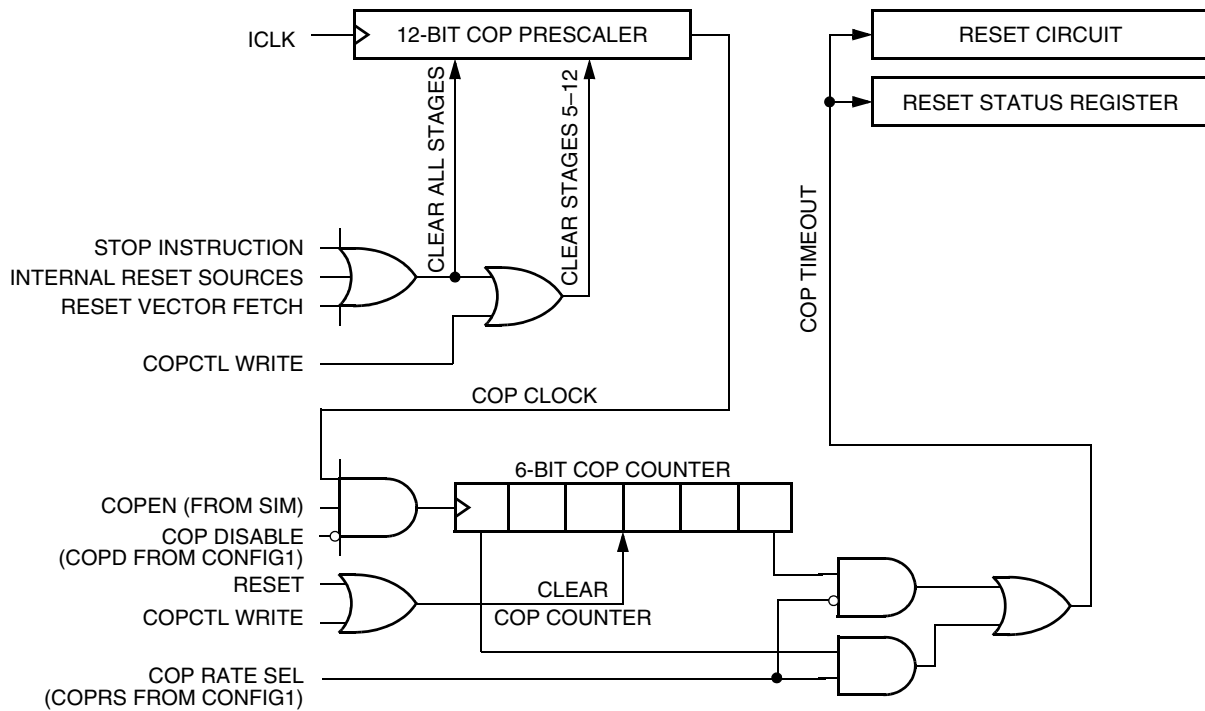 ICLK
12-BIT COP PRESCALER
RESET CIRCUIT
RESET STATUS REGISTER
CLEAR ALL STAGES
CLEAR STAGES 5–12
STOP INSTRUCTION
INTERNAL RESET SOURCES
RESET VECTOR FETCH
COPCTL WRITE
COP TIMEOUT
COP CLOCK
6-BIT COP COUNTER
COPEN (FROM SIM)
COP DISABLE
(COPD FROM CONFIG1)
RESET
COPCTL WRITE
CLEAR
COP COUNTER
COP RATE SEL
(COPRS FROM CONFIG1)